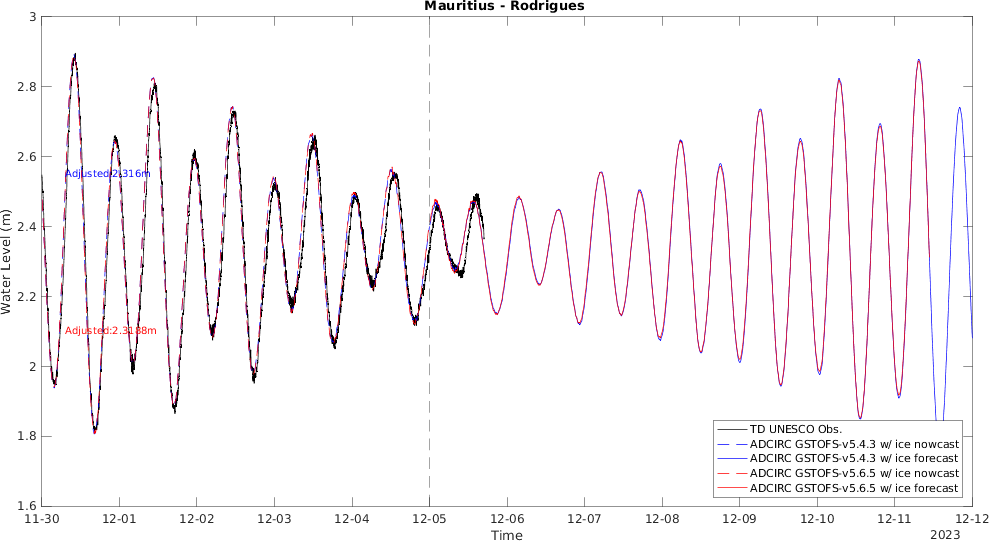 Mauritius - Rodrigues
Water Level (m)
3
2.8
2.6
2.4
2.2
2
1.8
1.6
Adjusted:2.316m
Adjusted:2.3188m
TD UNESCO Obs.
ADCIRC GSTOFS-v5.4.3 w/ ice nowcast
ADCIRC GSTOFS-v5.4.3 w/ ice forecast
ADCIRC GSTOFS-v5.6.5 w/ ice nowcast
ADCIRC GSTOFS-v5.6.5 w/ ice forecast
11-30 12-01 12-02 12-03 12-04 12-05 12-06 12-07 12-08 12-09 12-10 12-11 12-12
Time
2023